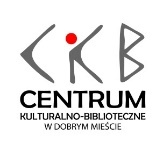 CKB
CENTRUM
KULTURALNO-BIBLIOTECZNE
W DOBRYM MIEŚCIE